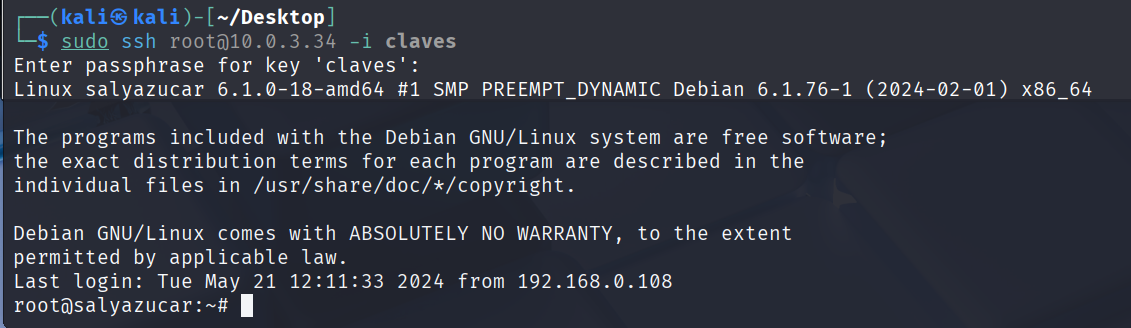 ┌──(kali㉿kali)-[~/Desktop]
└─$ sudo ssh root@10.0.3.34 -i claves
Enter passphrase for key 'claves':
Linux salyazucar 6.1.0-18-amd64 #1 SMP PREEMPT_DYNAMIC Debian 6.1.76-1 (2024-02-01) x86_64
The programs included with the Debian GNU/Linux system are free software;
the exact distribution terms for each program are described in the
individual files in /usr/share/doc/*/copyright.
Debian GNU/Linux comes with ABSOLUTELY NO WARRANTY, to the extent
permitted by applicable law.
Last login: Tue May 21 12:11:33 2024 from 192.168.0.108
root@salyazucar:~#